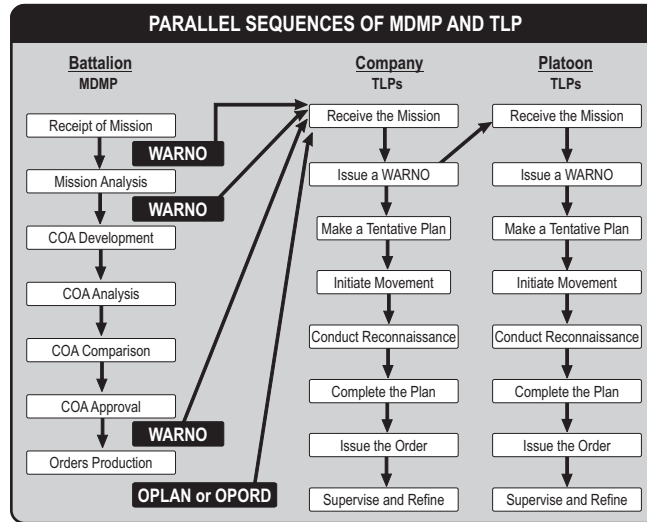 PARALLEL SEQUENCES OF MDMP AND TLP
Battalion
MDMP
Receipt of Mission
WARNO
Mission Analysis
WARNO
COA Development
COA Analysis
COA Comparison
COA Approval
WARNO
Orders Production
OPLAN or OPORD
Company
TLPs
Receive the Mission
Issue a WARNO
Make a Tentative Plan
Initiate Movement
Conduct Reconnaissance
Complete the Plan
Issue the Order
Supervise and Refine
Platoon
TLPs
Receive the Mission
Issue a WARNO
Make a Tentative Plan
Initiate Movement
Conduct Reconnaissance
Complete the Plan
Issue the Order
Supervise and Refine